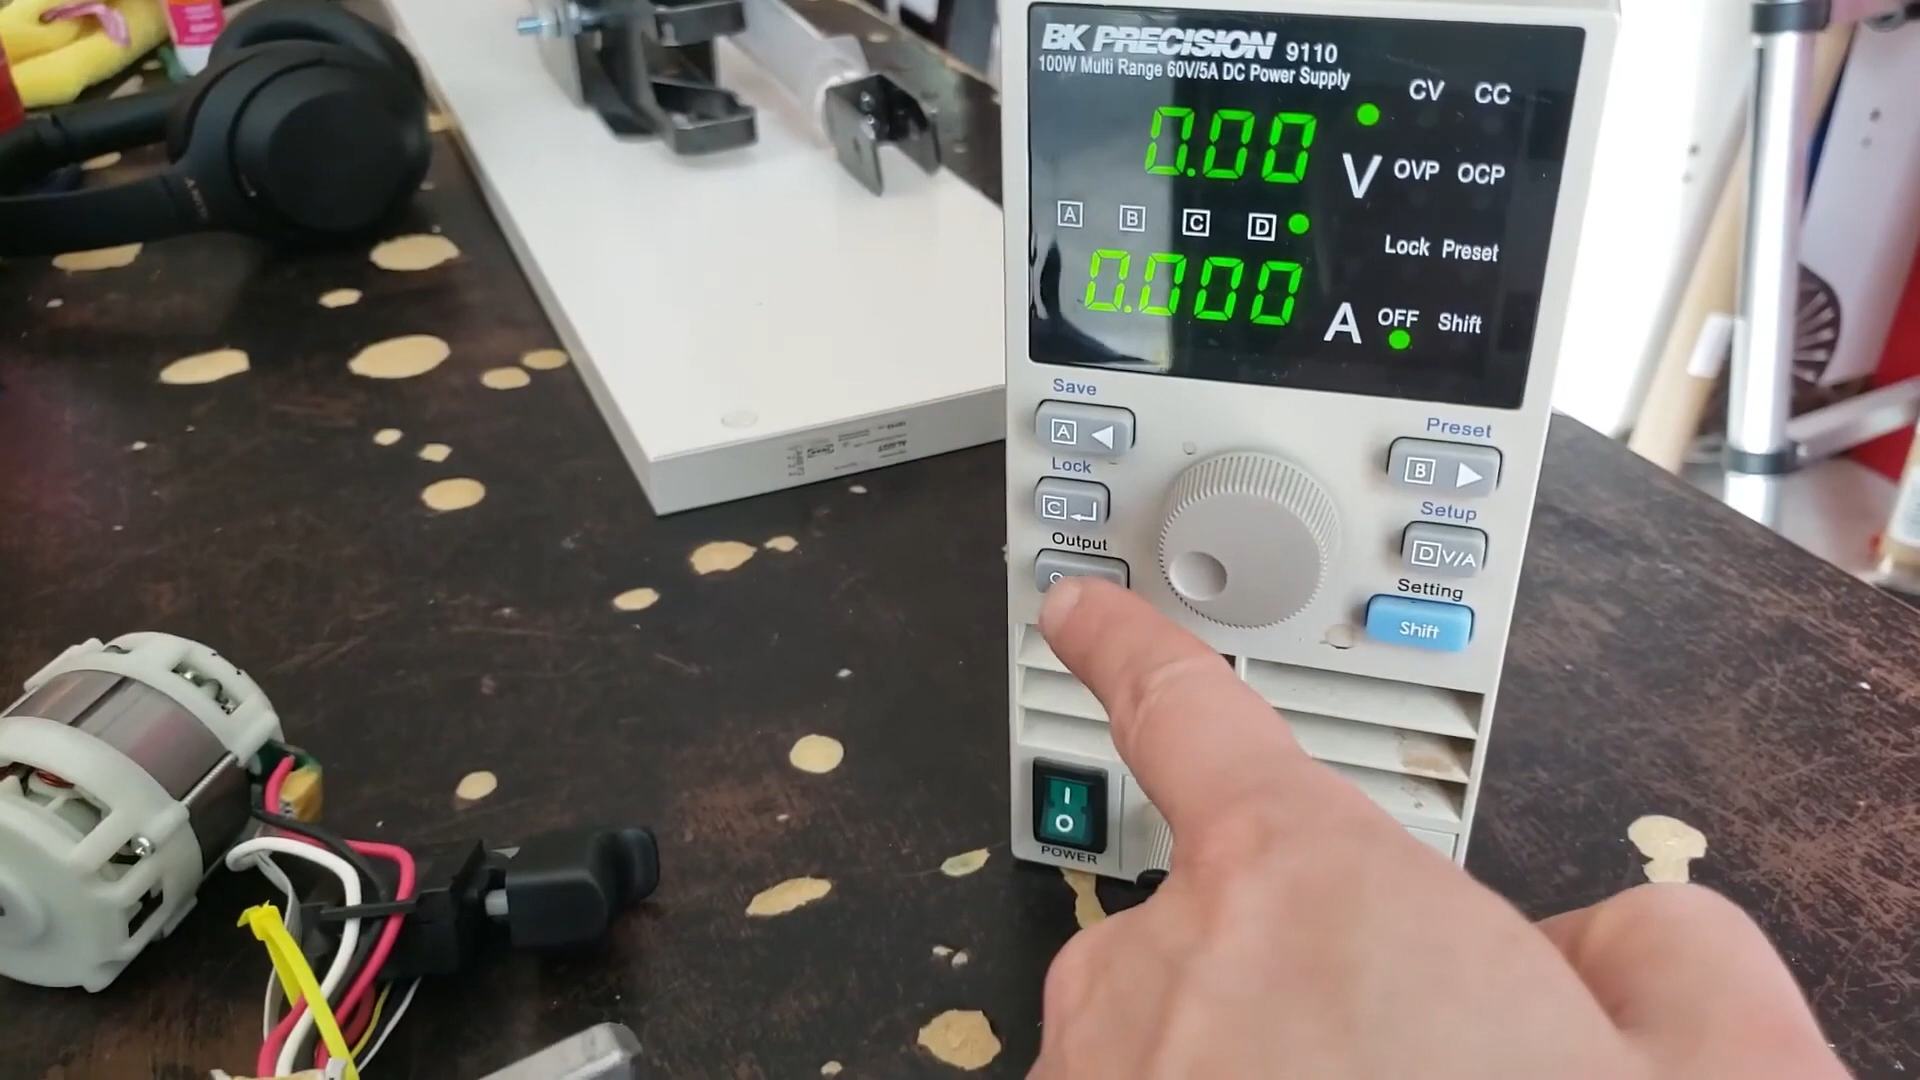 BK PRECISION 9110
100W Multi Range 60V/5A DC Power Supply
CV CC
0.00 V
OVP OCP
A B C D
Lock Preset
0.000 A
OFF Shift
Save
A
Preset
B
Lock
C
Setup
D V/A
Output
Setting
Shift
I
O
POWER